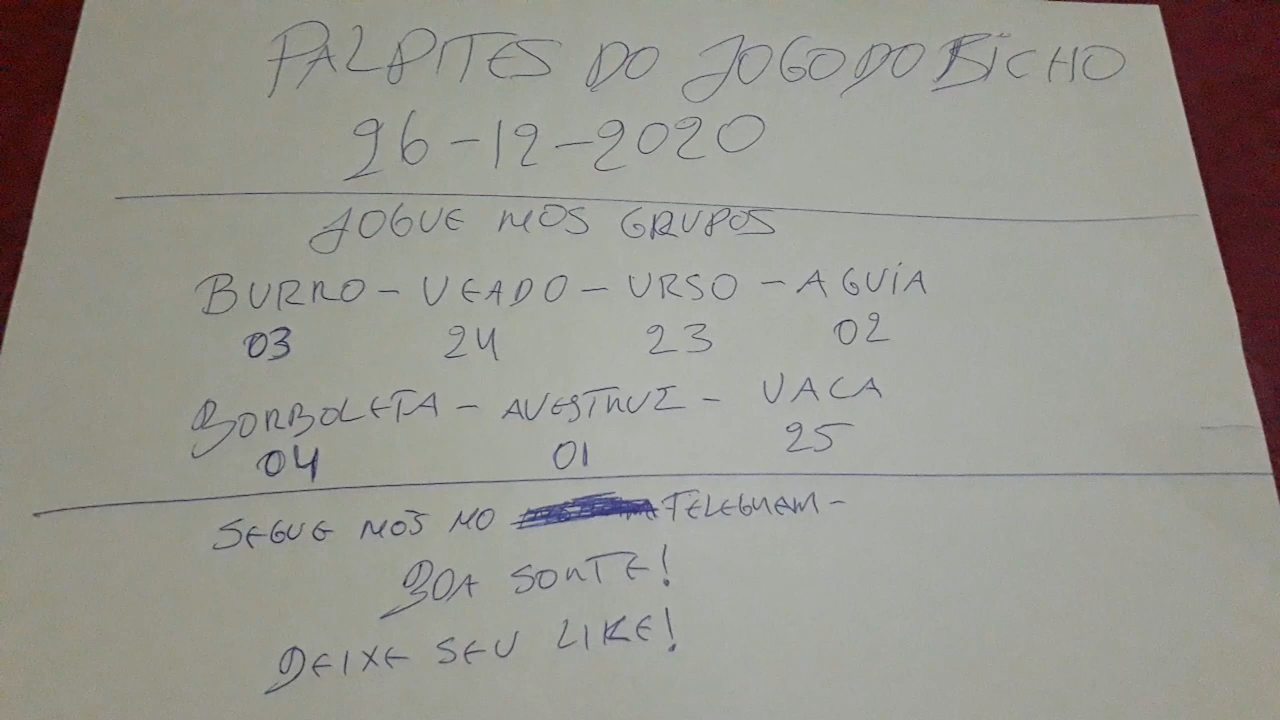 PALPITES DO JOGO DO BICHO
26-12-2020
JOGUE NOS GRUPOS
BURRO - VEADO - URSO - AGUÍA
03 24 23 02
BORBOLETA - AVESTRUZ - VACA
04 01 25
SEGUE NOS NO TELEGRAM -
BOA SORTE!
DEIXE SEU LIKE!